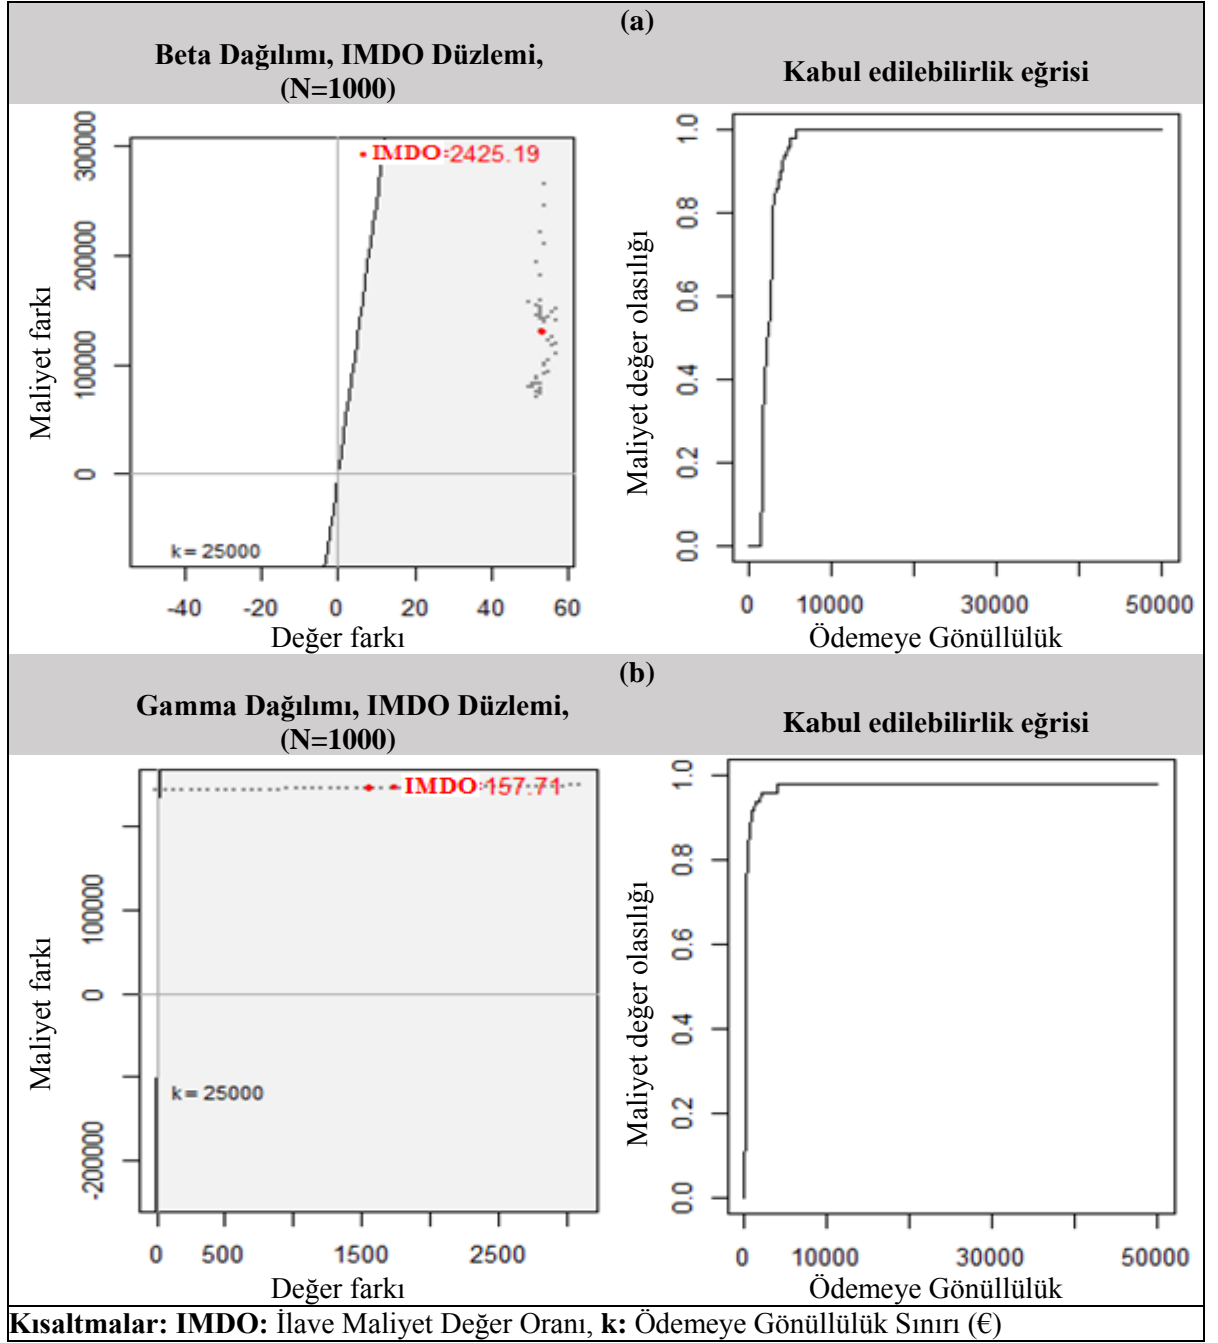 (a)
Beta Dağılımı, IMDO Düzlemi,
(N=1000)
Kabul edilebilirlik eğrisi
Maliyet farkı
300000
200000
100000
0
IMDO:2425.19
k = 25000
-40 -20 0 20 40 60
Değer farkı
Maliyet değer olasılığı
1.0
0.8
0.6
0.4
0.2
0.0
0 10000 30000 50000
Ödemeye Gönüllülük
(b)
Gamma Dağılımı, IMDO Düzlemi,
(N=1000)
Kabul edilebilirlik eğrisi
Maliyet farkı
100000
0
-200000
IMDO:157.71
k = 25000
0 500 1500 2500
Değer farkı
Maliyet değer olasılığı
1.0
0.8
0.6
0.4
0.2
0.0
0 10000 30000 50000
Ödemeye Gönüllülük
Kısaltmalar: IMDO: İlave Maliyet Değer Oranı, k: Ödemeye Gönüllülük Sınırı (€)